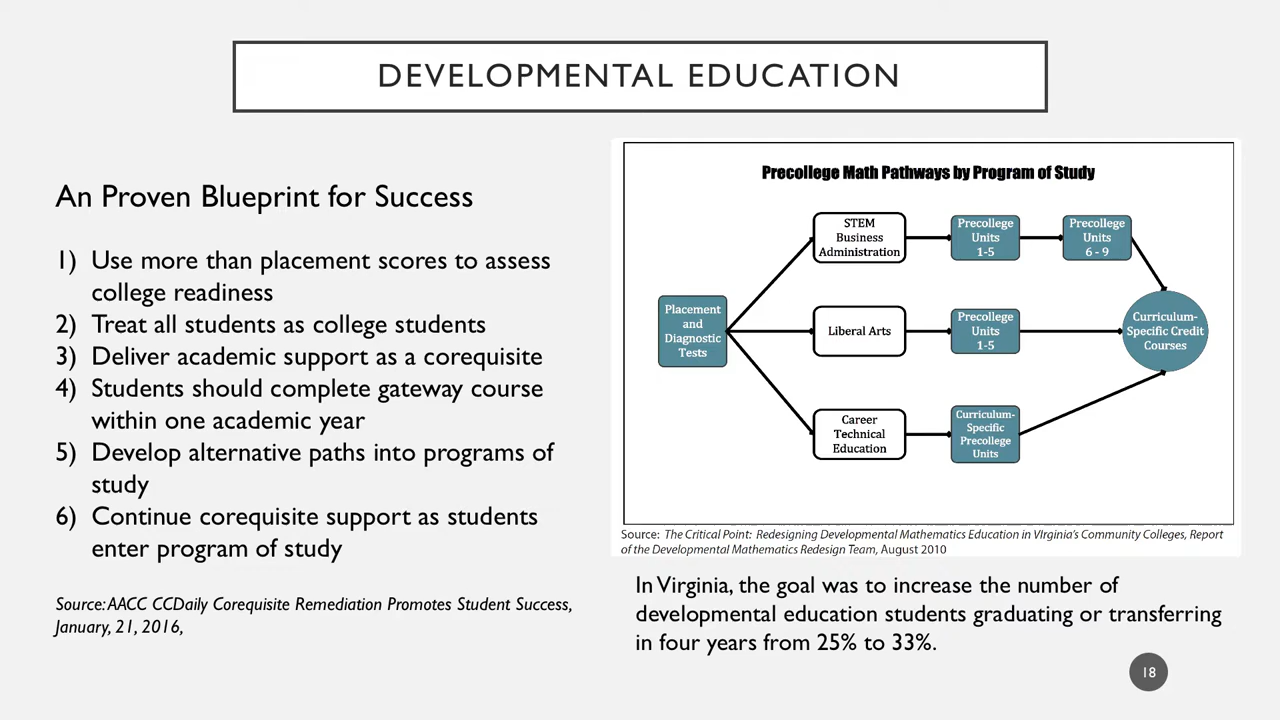 DEVELOPMENTAL EDUCATION
An Proven Blueprint for Success
1) Use more than placement scores to assess
college readiness
2) Treat all students as college students
3) Deliver academic support as a corequisite
4) Students should complete gateway course
within one academic year
5) Develop alternative paths into programs of
study
6) Continue corequisite support as students
enter program of study
Source: AACC CCDaily Corequisite Remediation Promotes Student Success,
January, 21, 2016,
Precollege Math Pathways by Program of Study
Placement
and
Diagnostic
Tests
STEM
Business
Administration
Precollege
Units
1-5
Precollege
Units
6 - 9
Liberal Arts
Precollege
Units
1-5
Career
Technical
Education
Curriculum-
Specific
Precollege
Units
Curriculum-
Specific Credit
Courses
Source: The Critical Point: Redesigning Developmental Mathematics Education in VIrginia's Community Colleges, Report
of the Developmental Mathematics Redesign Team, August 2010
In Virginia, the goal was to increase the number of
developmental education students graduating or transferring
in four years from 25% to 33%.
18